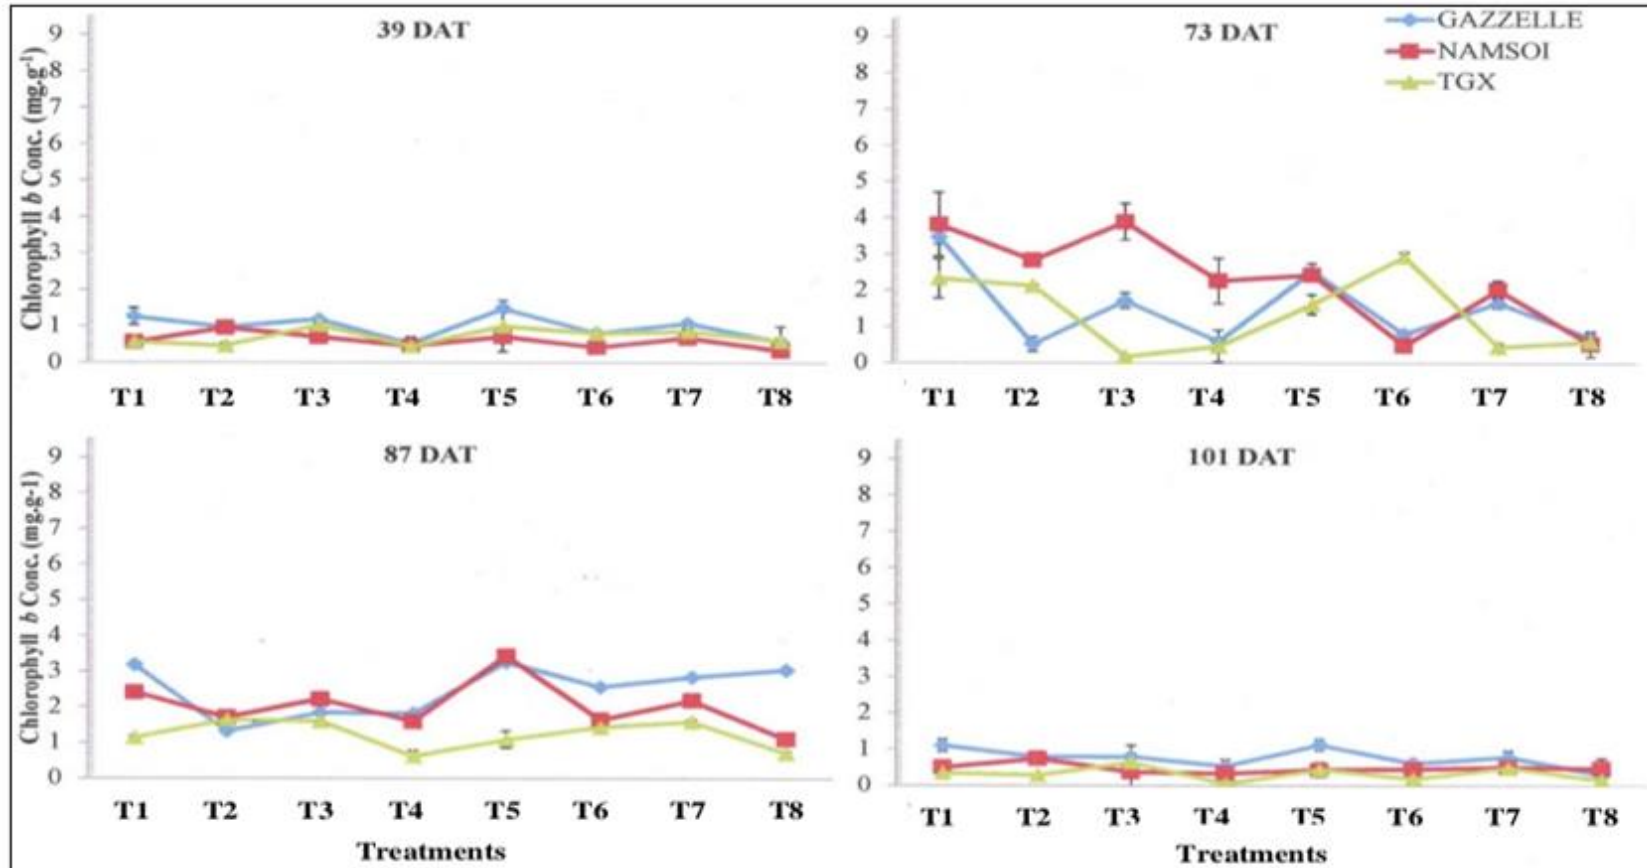 39 DAT
Chlorophyll b Conc. (mg.g-1)
9
8
7
6
5
4
3
2
1
0
T1 T2 T3 T4 T5 T6 T7 T8
73 DAT
GAZZELLE
NAMSOI
TGX
9
8
7
6
5
4
3
2
1
0
T1 T2 T3 T4 T5 T6 T7 T8
87 DAT
Chlorophyll b Conc. (mg.g-1)
9
8
7
6
5
4
3
2
1
0
T1 T2 T3 T4 T5 T6 T7 T8
Treatments
101 DAT
9
8
7
6
5
4
3
2
1
0
T1 T2 T3 T4 T5 T6 T7 T8
Treatments